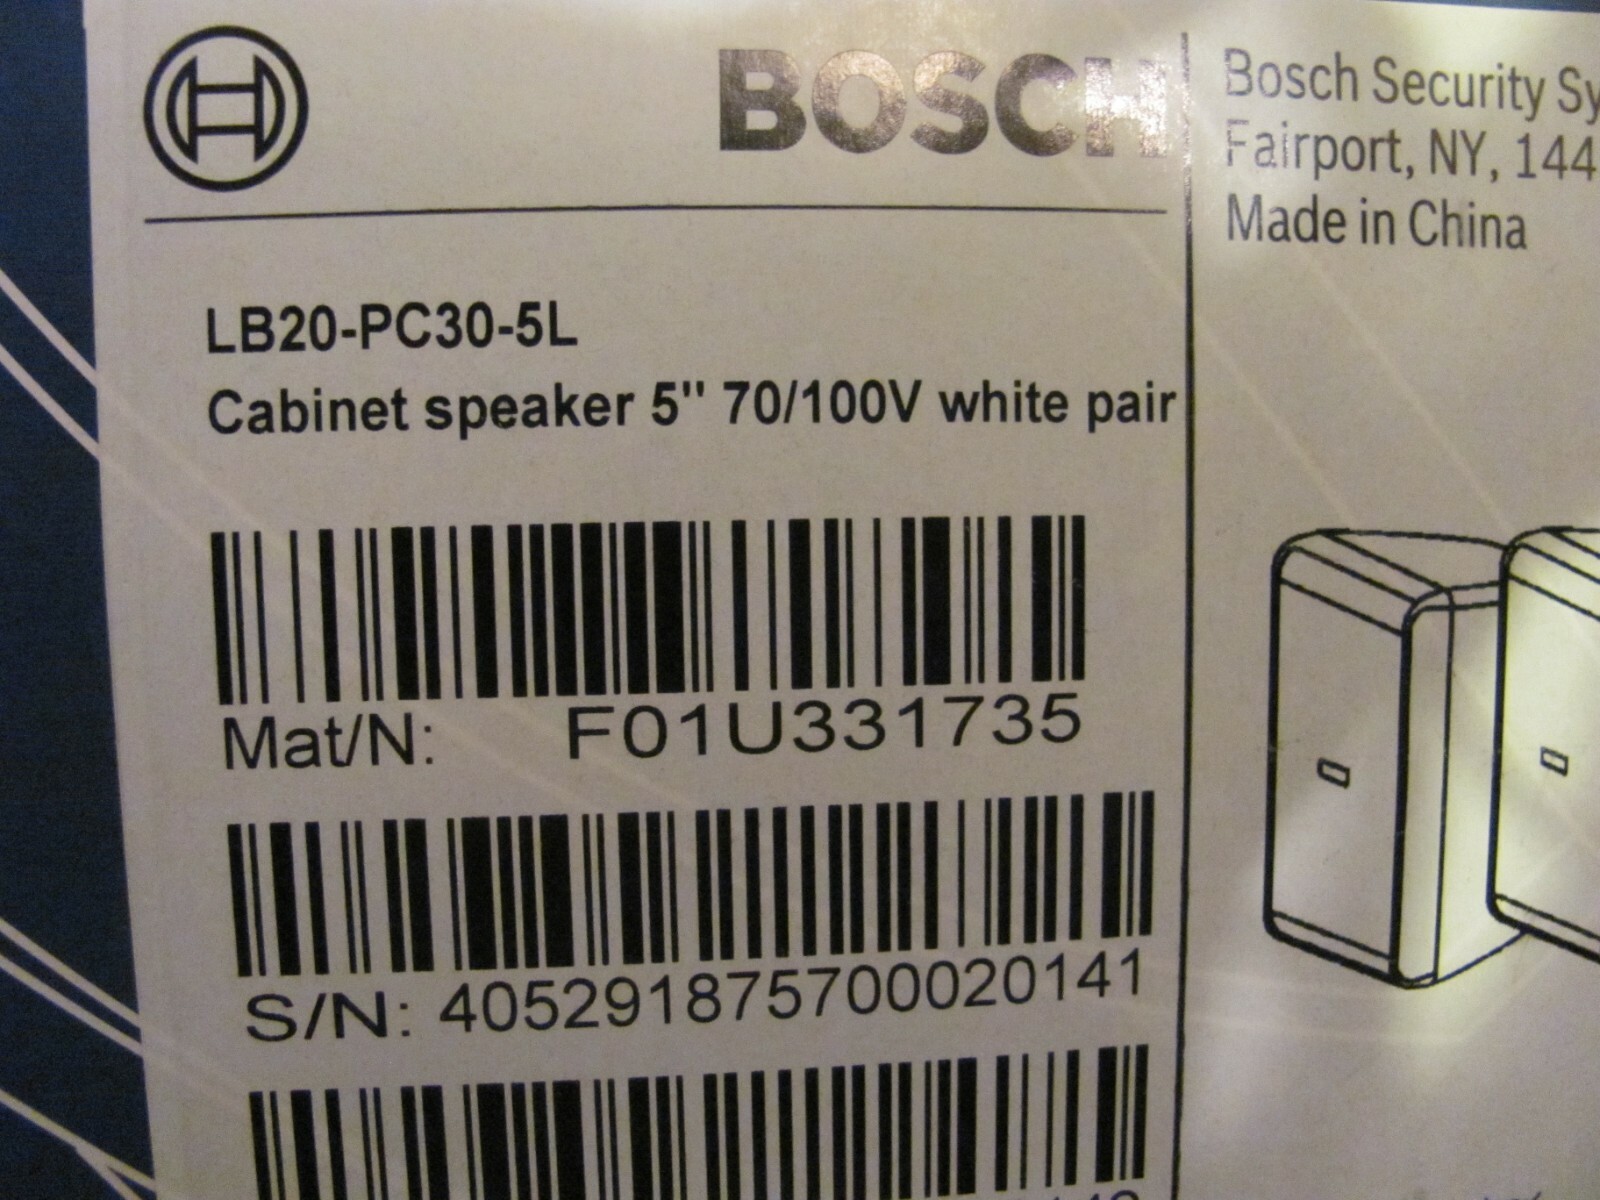 BOSCH
Bosch Security Sy
Fairport, NY, 144
Made in China
LB20-PC30-5L
Cabinet speaker 5" 70/100V white pair
Mat/N: F01U331735
S/N: 405291875700020141